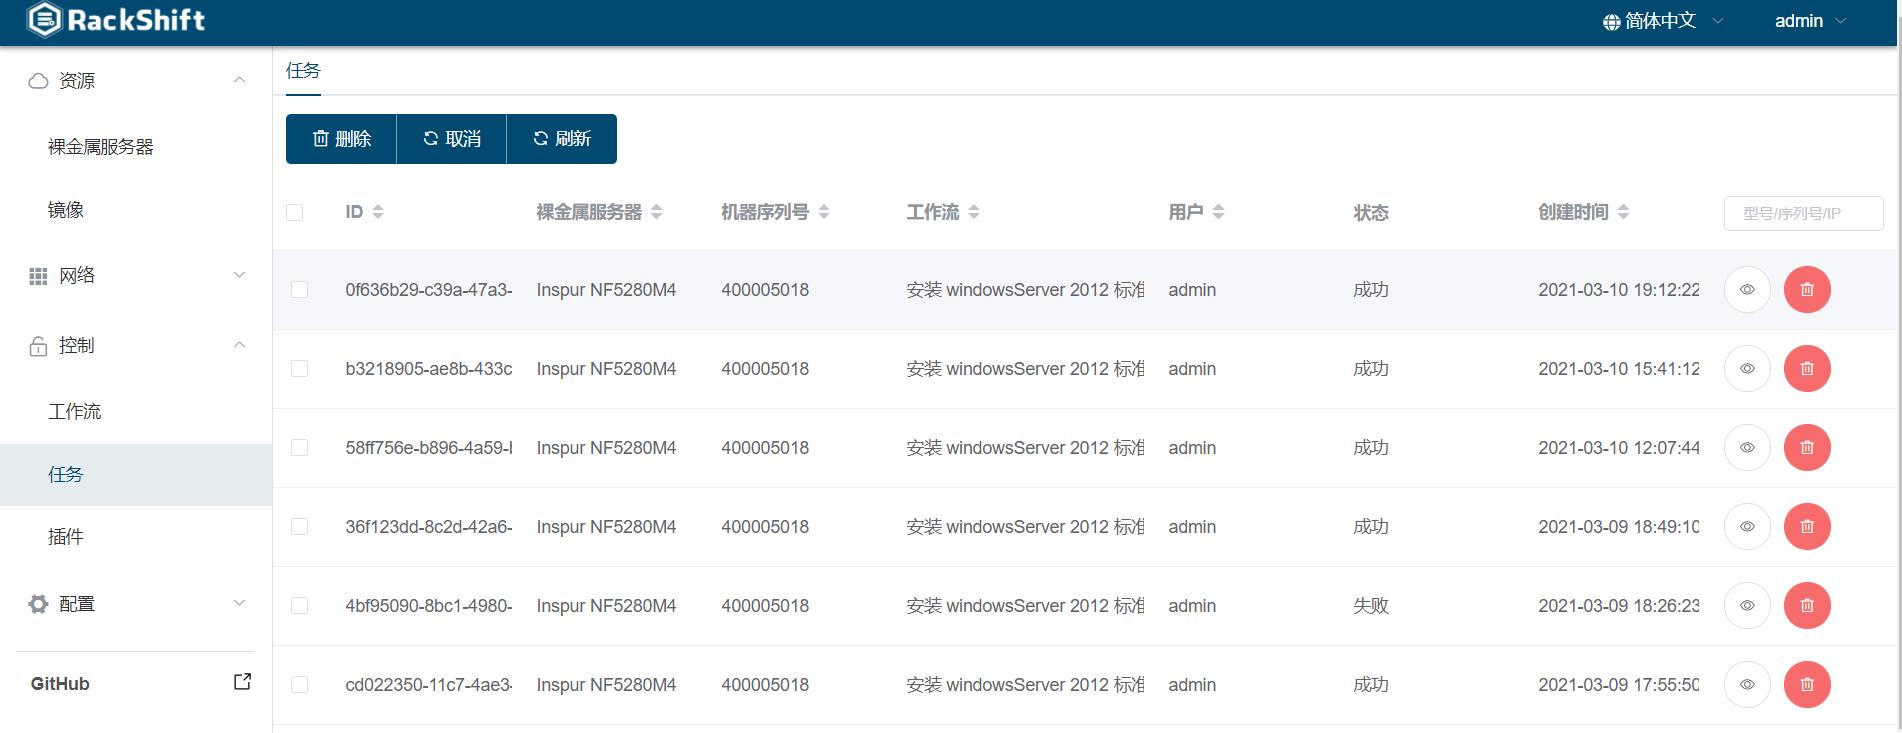 RackShift
简体中文
admin
资源
裸金属服务器
镜像
网络
控制
工作流
任务
插件
配置
GitHub
任务
删除 取消 刷新
ID 裸金属服务器 机器序列号 工作流 用户 状态 创建时间 型号/序列号/IP
0f636b29-c39a-47a3- Inspur NF5280M4 400005018 安装 windowsServer 2012 标准 admin 成功 2021-03-10 19:12:22
b3218905-ae8b-433c Inspur NF5280M4 400005018 安装 windowsServer 2012 标准 admin 成功 2021-03-10 15:41:12
58ff756e-b896-4a59- Inspur NF5280M4 400005018 安装 windowsServer 2012 标准 admin 成功 2021-03-10 12:07:44
36f123dd-8c2d-42a6- Inspur NF5280M4 400005018 安装 windowsServer 2012 标准 admin 成功 2021-03-09 18:49:10
4bf95090-8bc1-4980- Inspur NF5280M4 400005018 安装 windowsServer 2012 标准 admin 失败 2021-03-09 18:26:23
cd022350-11c7-4ae3- Inspur NF5280M4 400005018 安装 windowsServer 2012 标准 admin 成功 2021-03-09 17:55:50